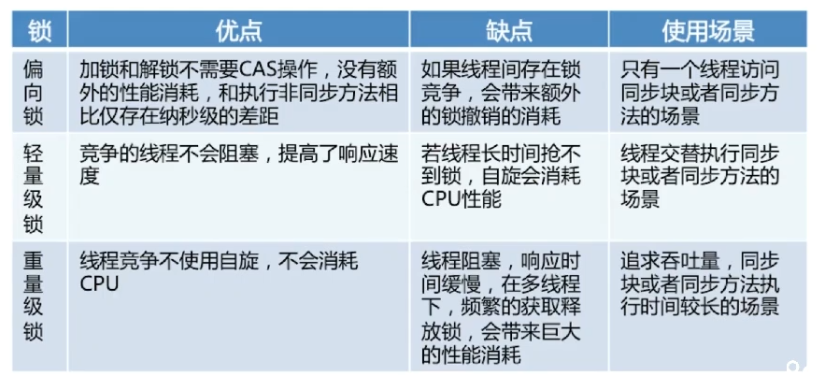 锁 优点 缺点 使用场景
偏向锁
加锁和解锁不需要CAS操作，没有额
外的性能消耗，和执行非同步方法相
比仅存在纳秒级的差距
如果线程间存在锁
竞争，会带来额外
的锁撤销的消耗
只有一个线程访问
同步块或者同步方
法的场景
轻量级锁
竞争的线程不会阻塞，提高了响应速
度
若线程长时间抢不
到锁，自旋会消耗
CPU性能
线程交替执行同步
块或者同步方法的
场景
重量级锁
线程竞争不使用自旋，不会消耗
CPU
线程阻塞，响应时
间缓慢，在多线程
下，频繁的获取释
放锁，会带来巨大
的性能消耗
追求吞吐量，同步
块或者同步方法执
行时间较长的场景